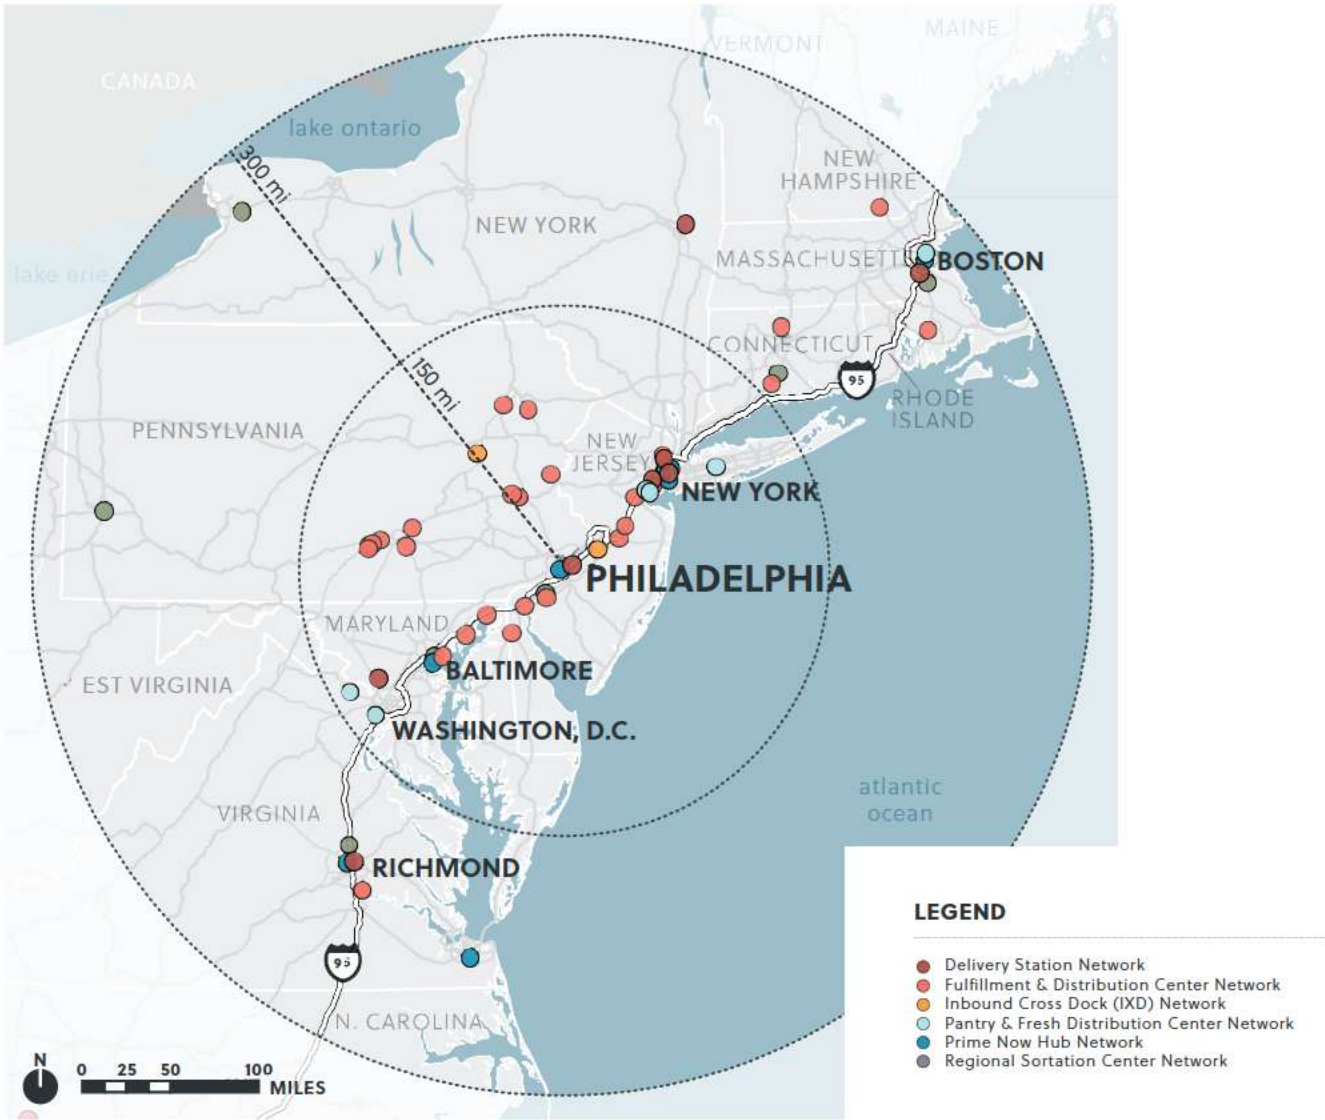 MAINE
VERMONT
CANADA
lake ontario
300 mi
NEW
HAMPSHIRE
NEW YORK
MASSACHUSETT
BOSTON
lake erie
CONNECTICUT
150 mi
95
RHODE
ISLAND
PENNSYLVANIA
NEW
JERSEY
NEW YORK
PHILADELPHIA
MARYLAND
BALTIMORE
EST VIRGINIA
WASHINGTON, D.C.
atlantic
ocean
VIRGINIA
RICHMOND
95
N. CAROLINA
N
0 25 50 100
MILES
LEGEND
Delivery Station Network
Fulfillment & Distribution Center Network
Inbound Cross Dock (IXD) Network
Pantry & Fresh Distribution Center Network
Prime Now Hub Network
Regional Sortation Center Network